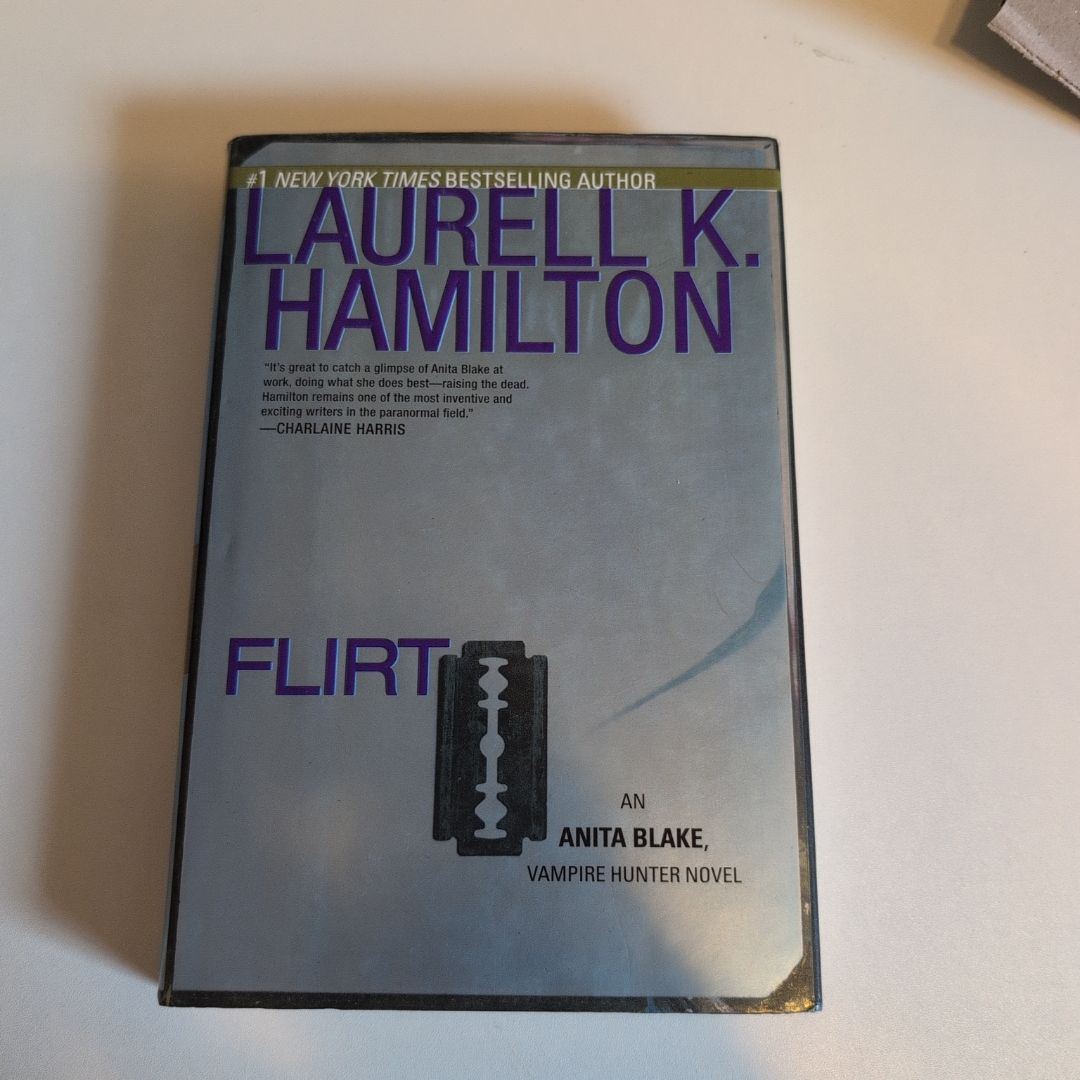 #1 NEW YORK TIMES BESTSELLING AUTHOR
LAURELL K.
HAMILTON
"It's great to catch a glimpse of Anita Blake at
work, doing what she does best—raising the dead.
Hamilton remains one of the most inventive and
exciting writers in the paranormal field."
—CHARLAINE HARRIS
FLIRT
AN
ANITA BLAKE,
VAMPIRE HUNTER NOVEL